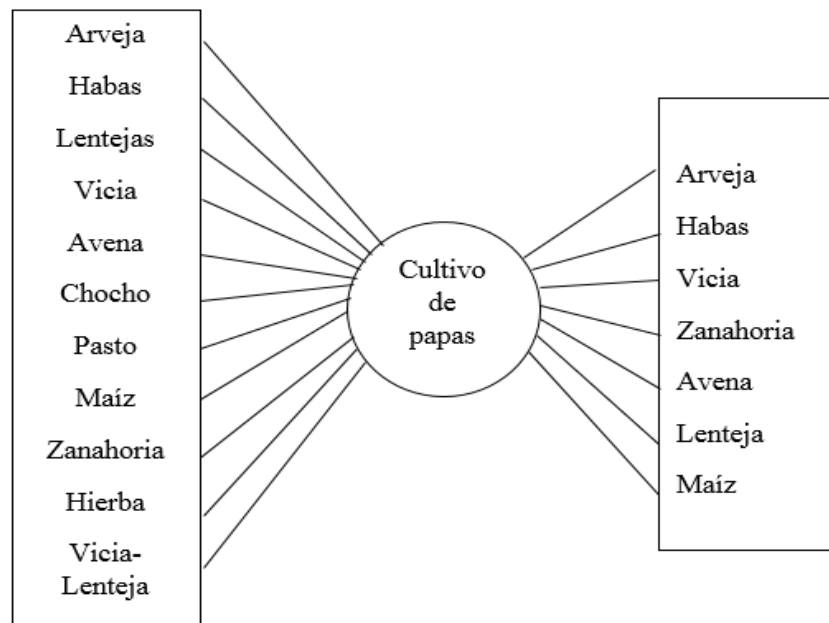 Arveja
Habas
Lentejas
Vicia
Avena
Chocho
Pasto
Maíz
Zanahoria
Hierba
Vicia-
Lenteja
Cultivo
de
papas
Arveja
Habas
Vicia
Zanahoria
Avena
Lenteja
Maíz